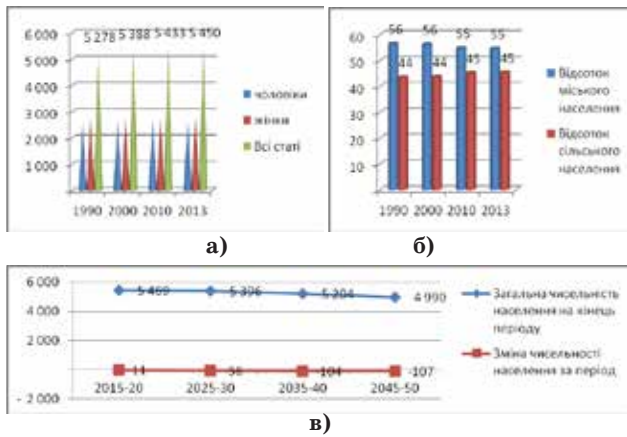 6 000
5 278 5 388 5 433 5 450
5 000
4 000
3 000
2 000
1 000
1990 2000 2010 2013
чоловіки
жінки
Всі статі
а)
60
56 56 55 55
50
44 44 45 45
40
30
20
10
1990 2000 2010 2013
Відсоток
міського
населення
Відсоток
сільського
населення
б)
6 000
5 469 5 396 5 204 4 990
4 000
2 000
11 -104 -107
- 2 000
2015-20 2025-30 2035-40 2045-50
Загальна чисельність
населення на кінець
періоду
Зміна чисельності
населення за період
в)